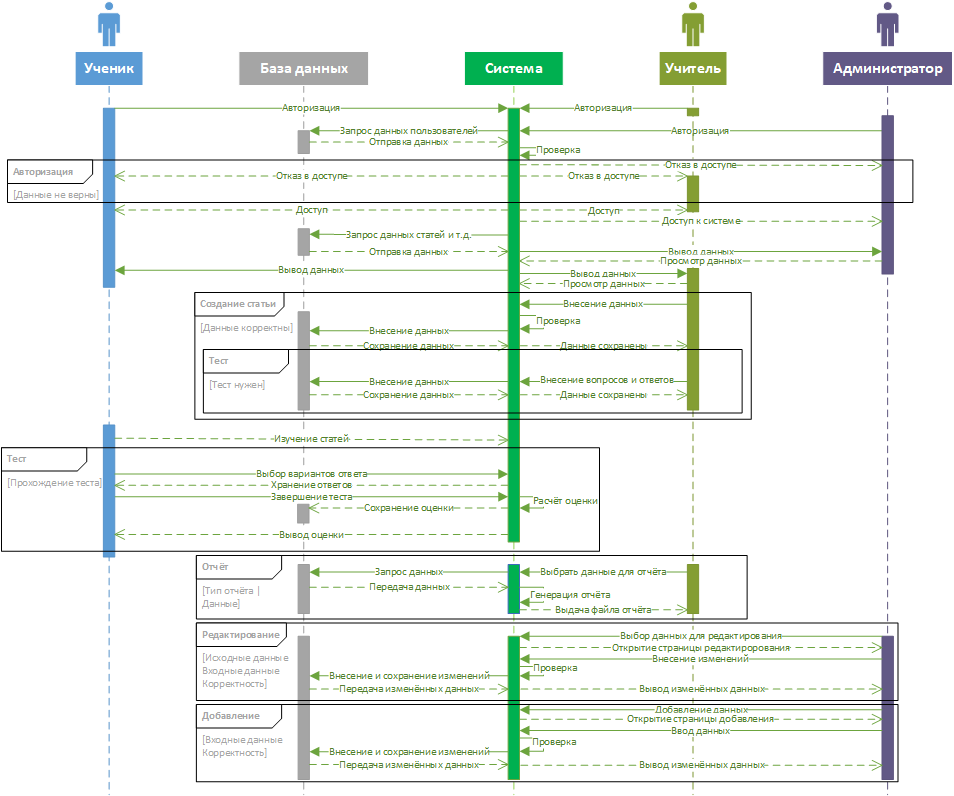 Ученик
База данных
Система
Учитель
Администратор
Авторизация
Авторизация
Запрос данных пользователей
Авторизация
Отправка данных
Проверка
Отказ в доступе
Авторизация
Отказ в доступе
Отказ в доступе
[Данные не верны]
Доступ
Доступ
Доступ к системе
Запрос данных статей и т.д.
Отправка данных
Вывод данных
Просмотр данных
Вывод данных
Вывод данных
Просмотр данных
Создание статьи
Внесение данных
[Данные корректны]
Проверка
Внесение данных
Сохранение данных
Данные сохранены
Тест
[Тест нужен]
Внесение данных
Внесение вопросов и ответов
Сохранение данных
Данные сохранены
Изучение статей
Тест
[Прохождение теста]
Выбор вариантов ответа
Хранение ответов
Завершение теста
Расчёт оценки
Сохранение оценки
Вывод оценки
Отчёт
Запрос данных
Выбрать данные для отчёта
[Тип отчёта |
Данные]
Передача данных
Генерация отчёта
Выдача файла отчёта
Редактирование
Выбор данных для редактирования
Открытие страницы редактирорования
[Исходные данные
Входные данные
Корректность]
Внесение изменений
Проверка
Внесение и сохранение изменений
Передача изменённых данных
Вывод изменённых данных
Добавление
Добавление данных
Открытие страницы добавления
[Входные данные
Корректность]
Ввод данных
Проверка
Внесение и сохранение изменений
Передача изменённых данных
Вывод изменённых данных